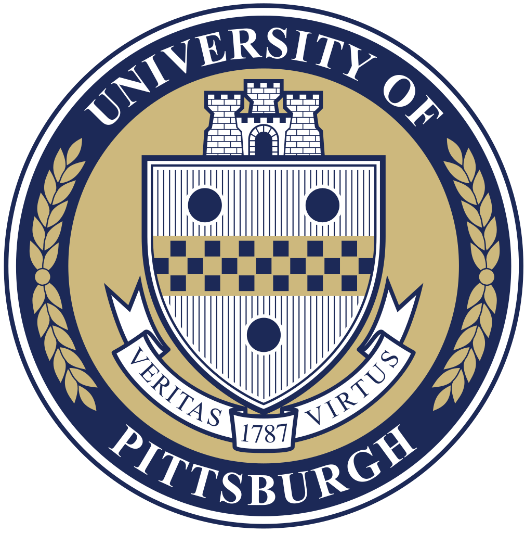 UNIVERSITY OF
VERITAS
1787
VIRTUS
PITTSBURGH